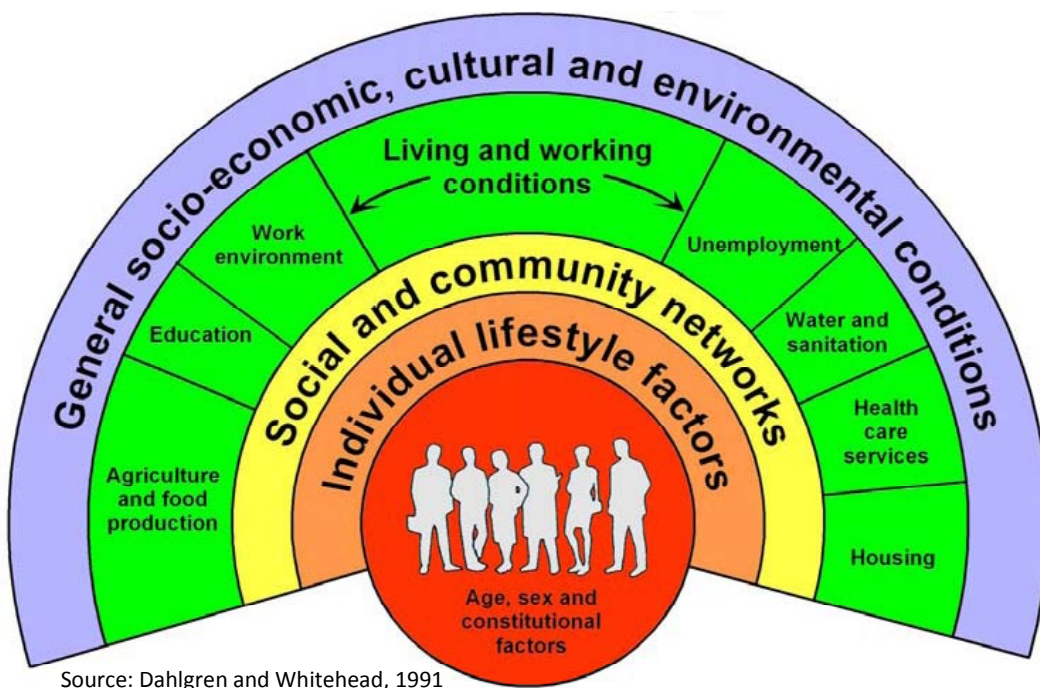 General socio-economic, cultural and environmental conditions
Living and working
conditions
Work
environment
Education
Agriculture
and food
production
Unemployment
Water and
sanitation
Health
care
services
Housing
Social and community networks
Individual lifestyle factors
Age, sex and
constitutional
factors
Source: Dahlgren and Whitehead, 1991